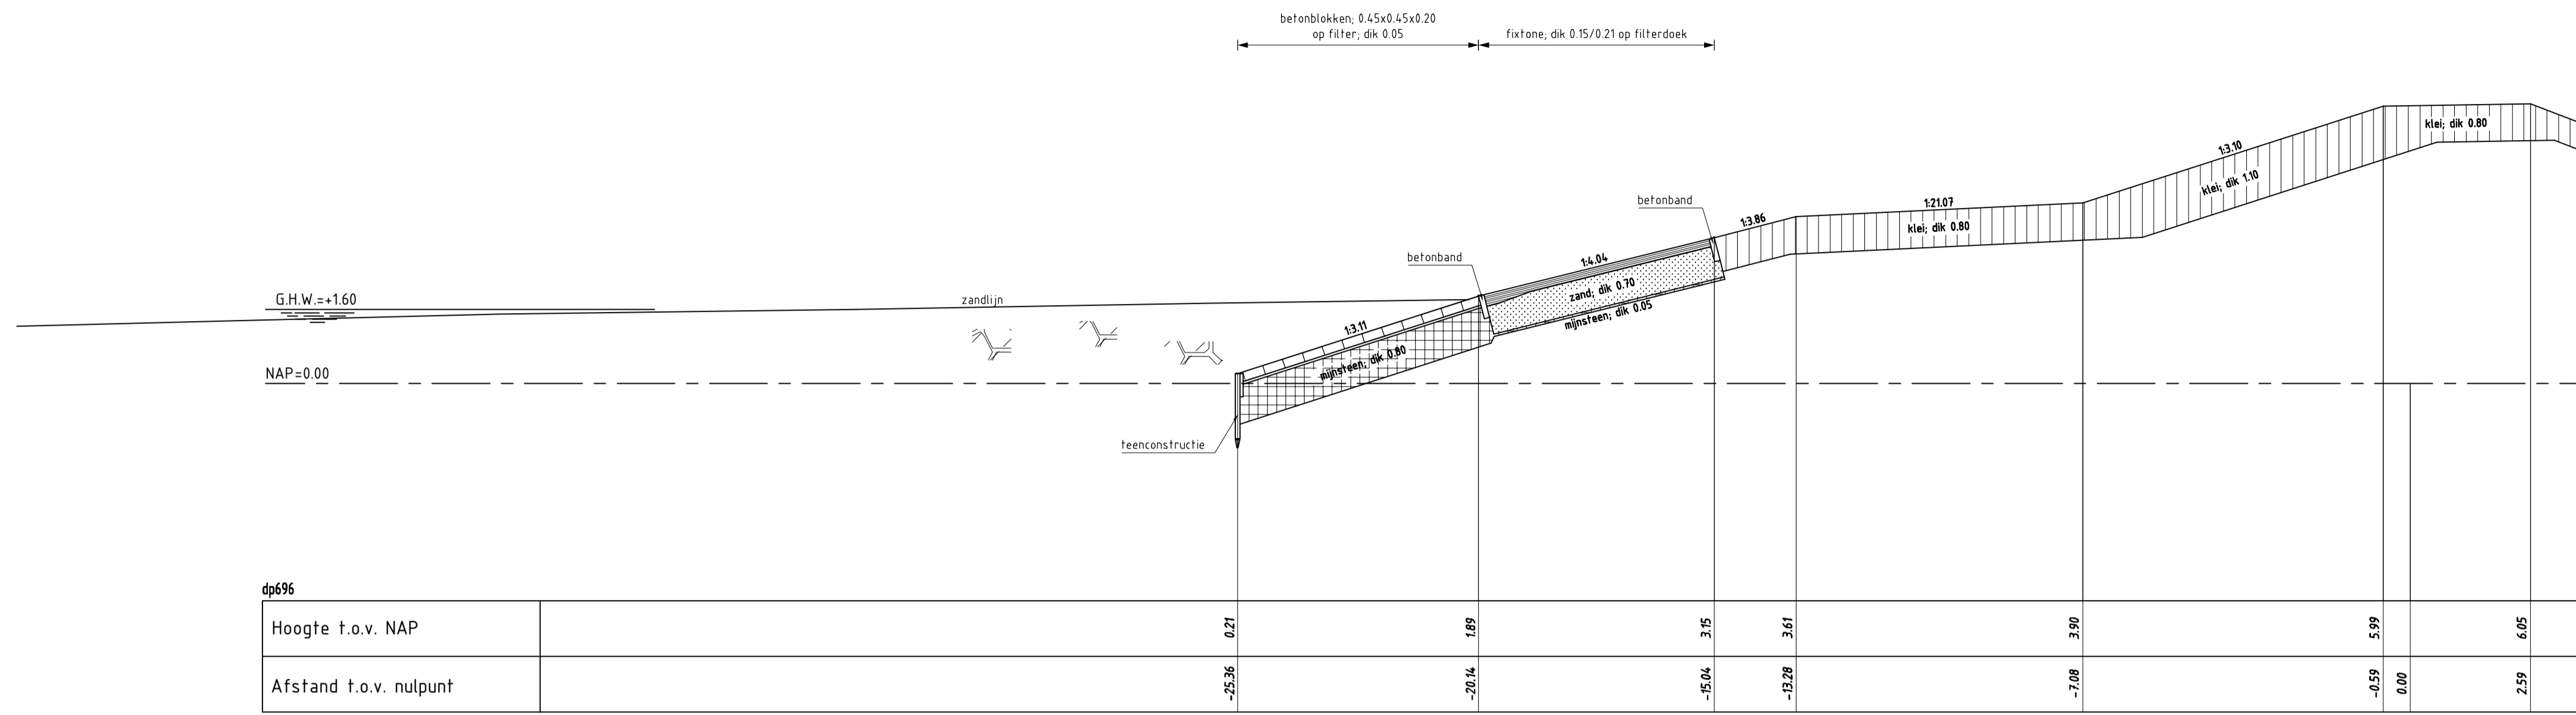 betonblokken; 0.45x0.45x0.20
op filter; dik 0.05
fixtone; dik 0.15/0.21 op filterdoek
klei; dik 0.80
1:3.10
klei; dik 1.10
betonband
1:3.86
1:21.07
klei; dik 0.80
betonband
1:4.04
zand; dik 0.70
mijnsteen; dik 0.05
G.H.W.=+1.60
zandlijn
1:3.11
mijnsteen; dik 0.80
NAP=0.00
teenconstructie
dp696
Hoogte t.o.v. NAP
0.21
1.89
3.15
3.61
3.90
5.99
6.05
Afstand t.o.v. nulpunt
-25.36
-20.14
-15.04
-13.28
-7.08
-0.59
0.00
2.59